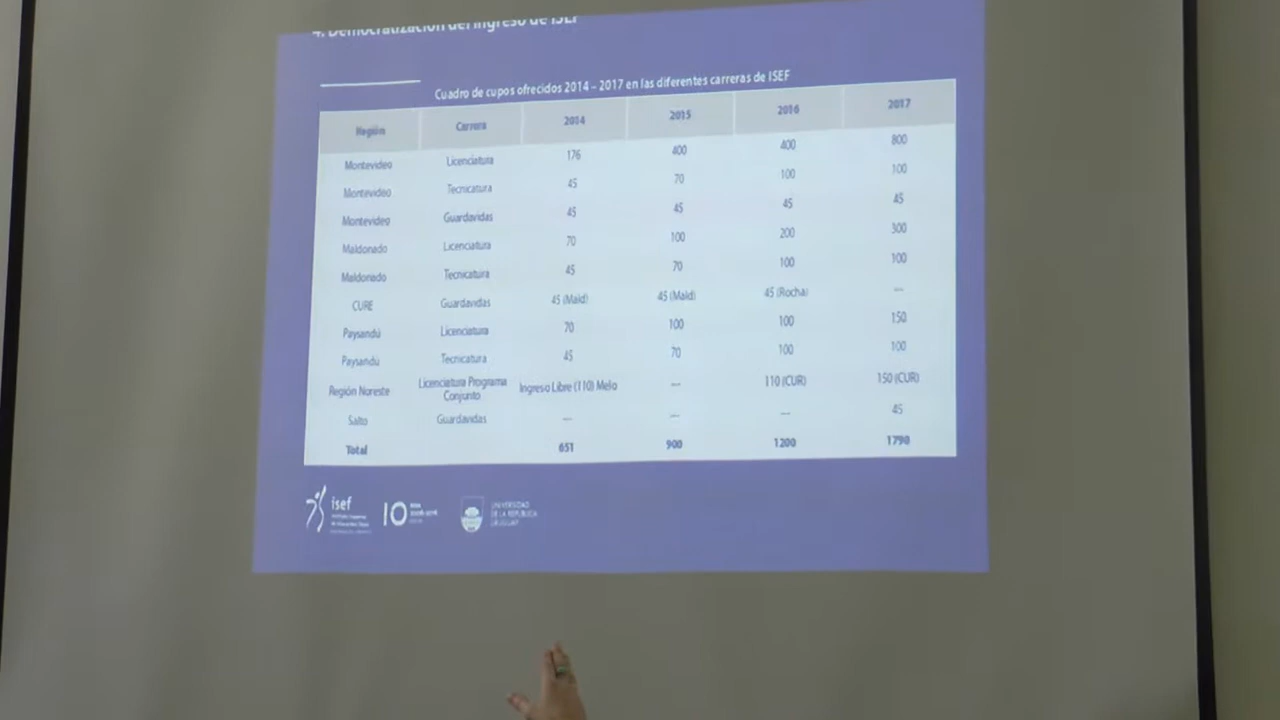 4. Democratización del ingreso de ISEF
Cuadro de cupos ofrecidos 2014 - 2017 en las diferentes carreras de ISEF
Región Carrera 2014 2015 2016 2017
Montevideo Licenciatura 176 400 400 800
Montevideo Tecnicatura 45 70 100 100
Montevideo Guardavidas 45 45 45 45
Maldonado Licenciatura 70 100 200 300
Maldonado Tecnicatura 45 70 100 100
CURE Guardavidas 45 (Mald) 45 (Mald) 45 (Rocha) ---
Paysandú Licenciatura 70 100 100 150
Paysandú Tecnicatura 45 70 100 100
Región Noreste Licenciatura Programa Conjunto Ingreso Libre (110) Melo --- 110 (CUR) 150 (CUR)
Salto Guardavidas --- --- --- 45
Total 651 900 1200 1790
isef
10
UNIVERSIDAD
DE LA REPÚBLICA
URUGUAY